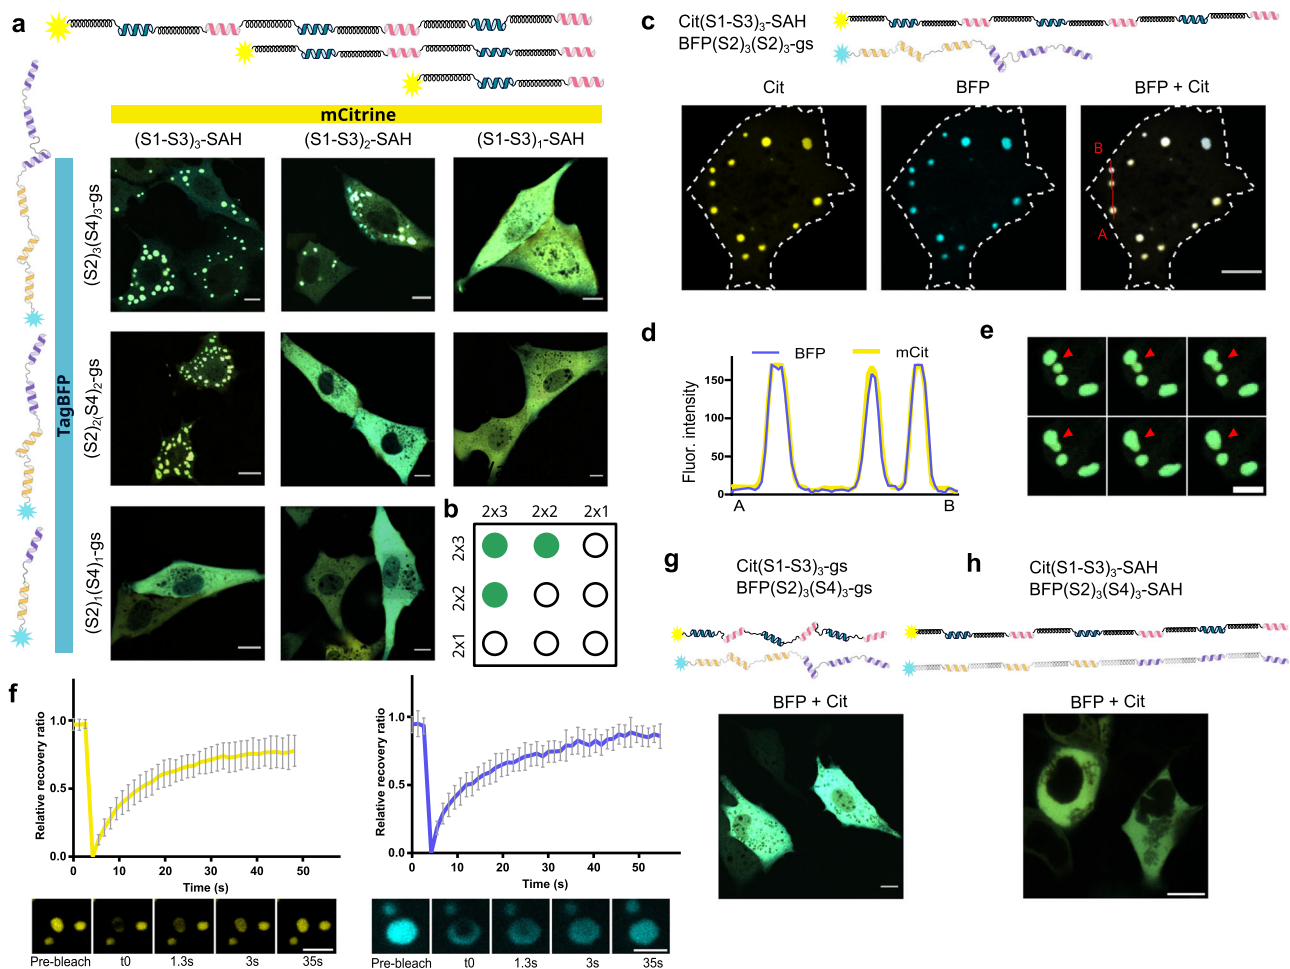 a
mCitrine
(S1-S3)₃-SAH
(S1-S3)₂-SAH
(S1-S3)₁-SAH
TagBFP
(S2)₃(S4)₃-gs
(S2)₂(S4)₂-gs
(S2)₁(S4)₁-gs
b
2x3
2x2
2x1
2x3
2x2
2x1
c
Cit(S1-S3)₃-SAH
BFP(S2)₃(S2)₃-gs
Cit
BFP
BFP + Cit
B
A
d
BFP
mCit
Fluor. intensity
150
100
50
0
A
B
e
f
Relative recovery ratio
1.0
0.5
0.0
0
10
20
30
40
50
Time (s)
Pre-bleach
t0
1.3s
3s
35s
Relative recovery ratio
1.0
0.5
0.0
0
10
20
30
40
50
Time (s)
Pre-bleach
t0
1.3s
3s
35s
g
Cit(S1-S3)₃-gs
BFP(S2)₃(S4)₃-gs
BFP + Cit
h
Cit(S1-S3)₃-SAH
BFP(S2)₃(S4)₃-SAH
BFP + Cit